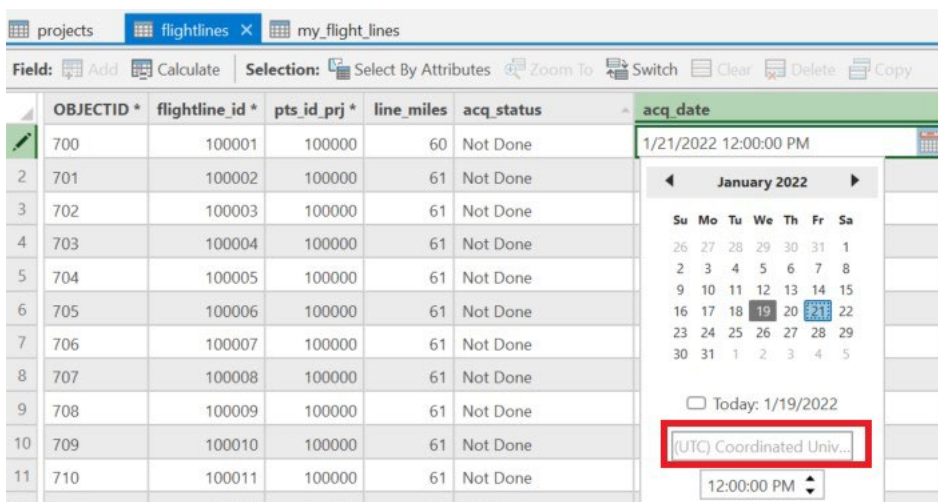 projects flightlines × my_flight_lines
Field: Add Calculate Selection: Select By Attributes Zoom To Switch Clear Delete Copy
OBJECTID * flightline_id * pts_id_prj * line_miles acq_status acq_date
700 100001 100000 60 Not Done 1/21/2022 12:00:00 PM
2 701 100002 100000 61 Not Done
3 702 100003 100000 61 Not Done
4 703 100004 100000 61 Not Done
5 704 100005 100000 61 Not Done
6 705 100006 100000 61 Not Done
7 706 100007 100000 61 Not Done
8 707 100008 100000 61 Not Done
9 708 100009 100000 61 Not Done
10 709 100010 100000 61 Not Done
11 710 100011 100000 61 Not Done
January 2022
Su Mo Tu We Th Fr Sa
26 27 28 29 30 31 1
2 3 4 5 6 7 8
9 10 11 12 13 14 15
16 17 18 19 20 21 22
23 24 25 26 27 28 29
30 31 1 2 3 4 5
Today: 1/19/2022
(UTC) Coordinated Univ...
12:00:00 PM